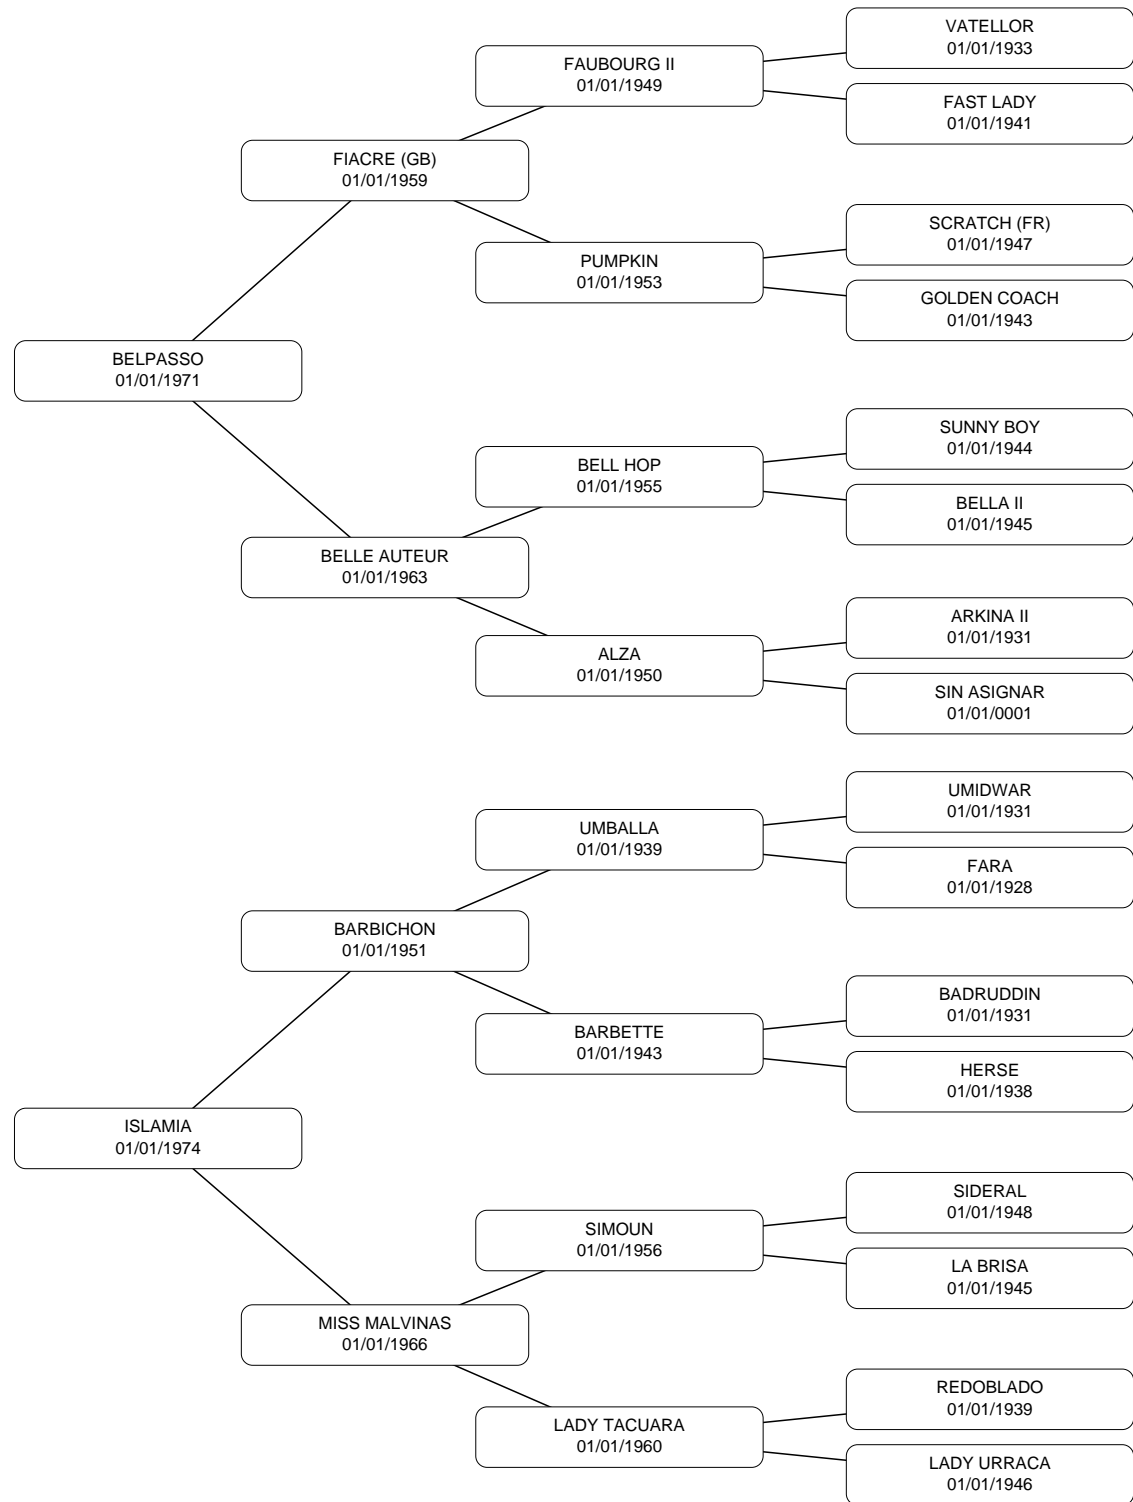 VATELLOR
01/01/1933
FAUBOURG II
01/01/1949
FAST LADY
01/01/1941
FIACRE (GB)
01/01/1959
SCRATCH (FR)
01/01/1947
PUMPKIN
01/01/1953
GOLDEN COACH
01/01/1943
BELPASSO
01/01/1971
SUNNY BOY
01/01/1944
BELL HOP
01/01/1955
BELLA II
01/01/1945
BELLE AUTEUR
01/01/1963
ARKINA II
01/01/1931
ALZA
01/01/1950
SIN ASIGNAR
01/01/0001
UMIDWAR
01/01/1931
UMBALLA
01/01/1939
FARA
01/01/1928
BARBICHON
01/01/1951
BADRUDDIN
01/01/1931
BARBETTE
01/01/1943
HERSE
01/01/1938
ISLAMIA
01/01/1974
SIDERAL
01/01/1948
SIMOUN
01/01/1956
LA BRISA
01/01/1945
MISS MALVINAS
01/01/1966
REDOBLADO
01/01/1939
LADY TACUARA
01/01/1960
LADY URRACA
01/01/1946